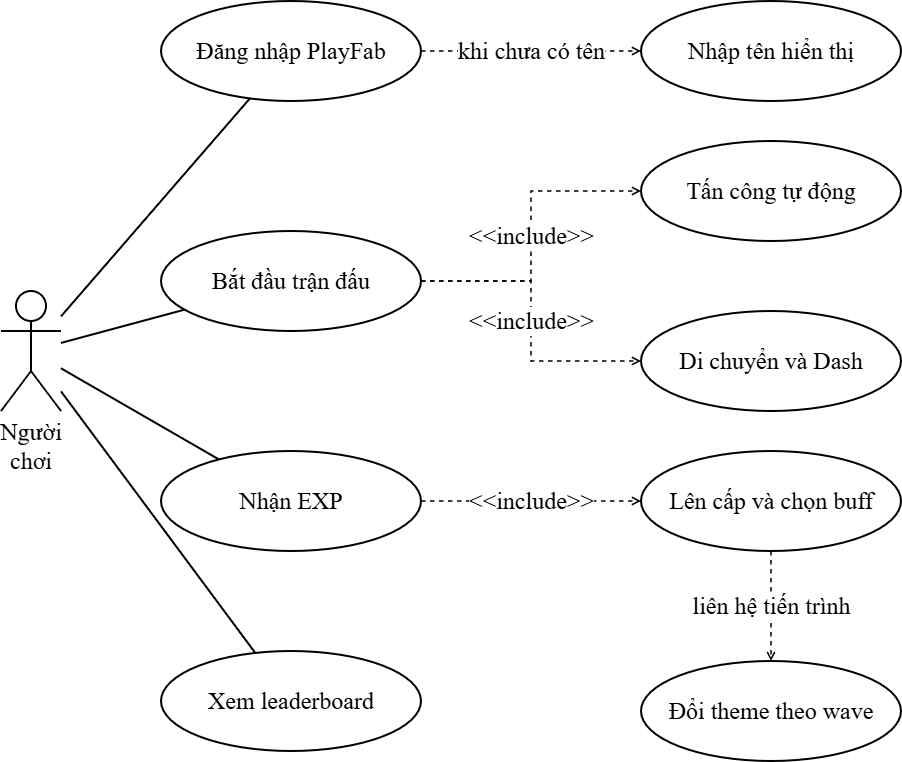 Đăng nhập PlayFab
khi chưa có tên
Nhập tên hiển thị
Tấn công tự động
<<include>>
Bắt đầu trận đấu
<<include>>
Di chuyển và Dash
Người
chơi
Nhận EXP
<<include>>
Lên cấp và chọn buff
liên hệ tiến trình
Xem leaderboard
Đổi theme theo wave